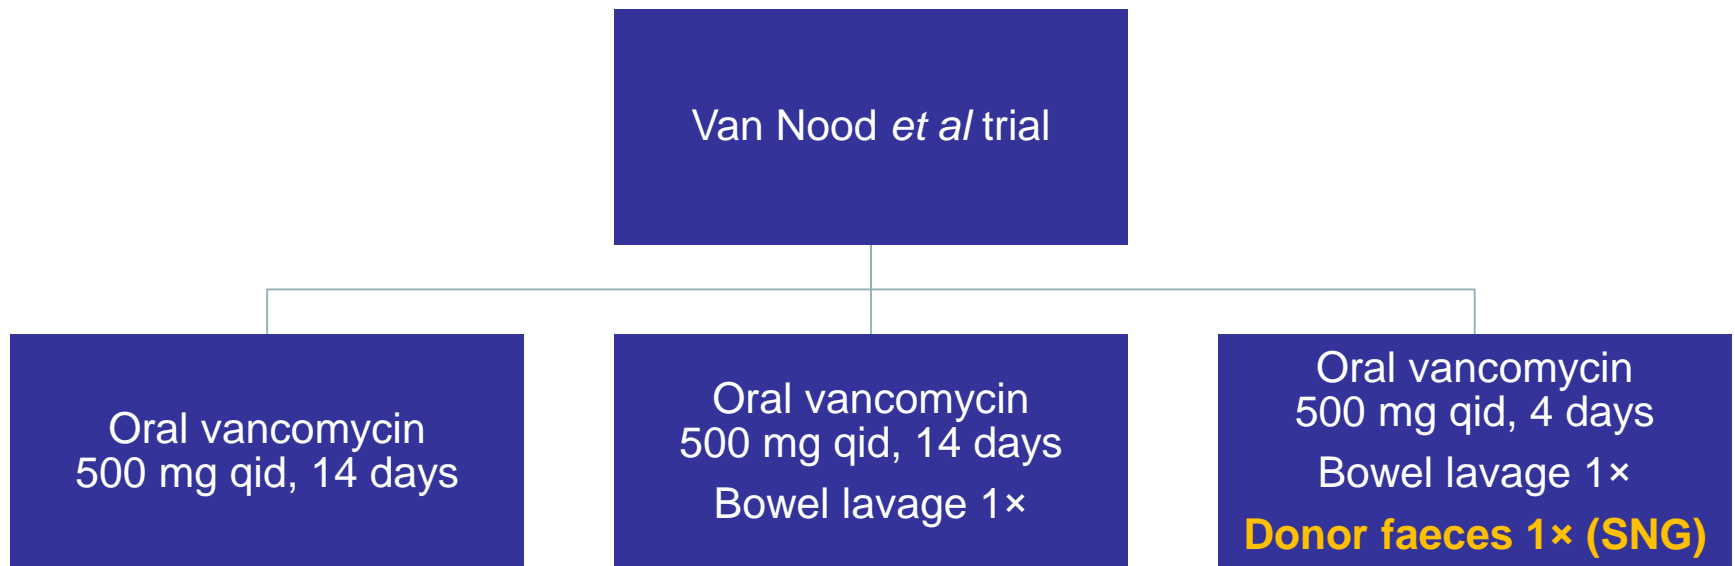 Van Nood et al trial
Oral vancomycin
500 mg qid, 14 days
Oral vancomycin
500 mg qid, 14 days
Bowel lavage 1×
Oral vancomycin
500 mg qid, 4 days
Bowel lavage 1×
Donor faeces 1× (SNG)